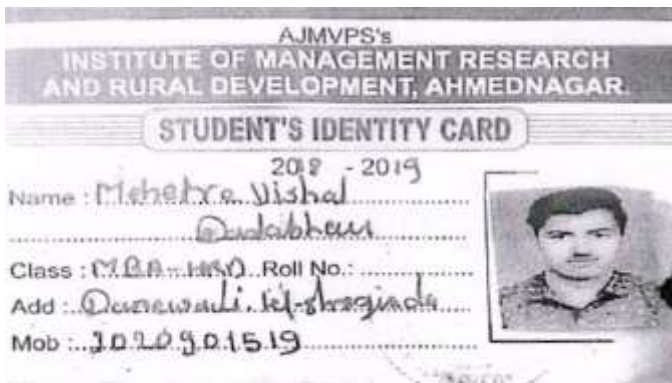 AJMVPS's
INSTITUTE OF MANAGEMENT RESEARCH
AND RURAL DEVELOPMENT, AHMEDNAGAR.
STUDENT'S IDENTITY CARD
2018 - 2019
Name : Mehetre Vishal
Dadabhau
Class : MBA-HRD Roll No.:
Add :
Mob :